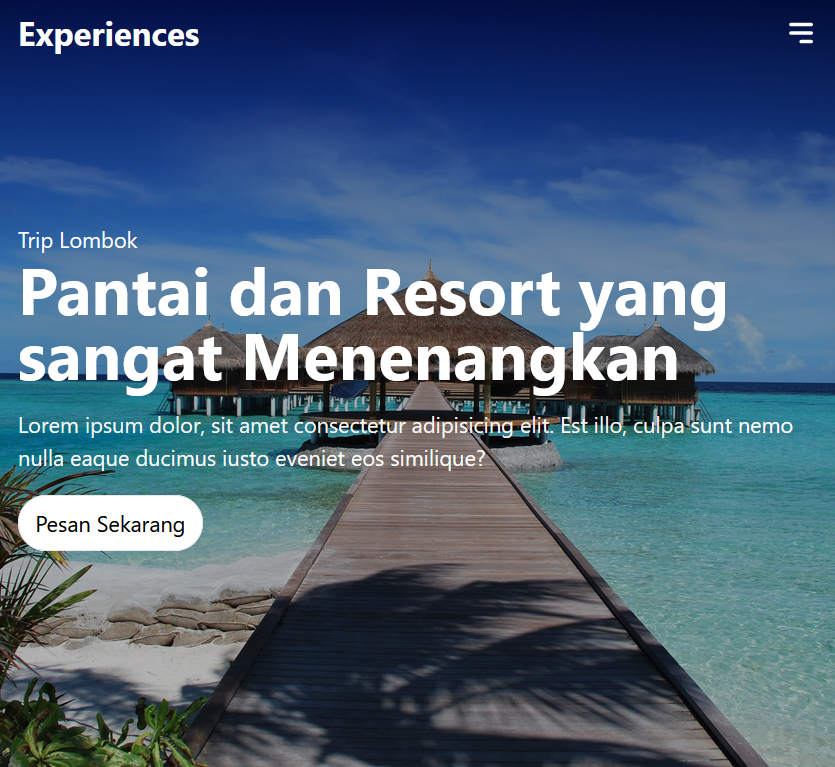 Experiences
Trip Lombok
Pantai dan Resort yang
sangat Menenangkan
Lorem ipsum dolor, sit amet consectetur adipisicing elit. Est illo, culpa sunt nemo
nulla eaque ducimus iusto eveniet eos similique?
Pesan Sekarang